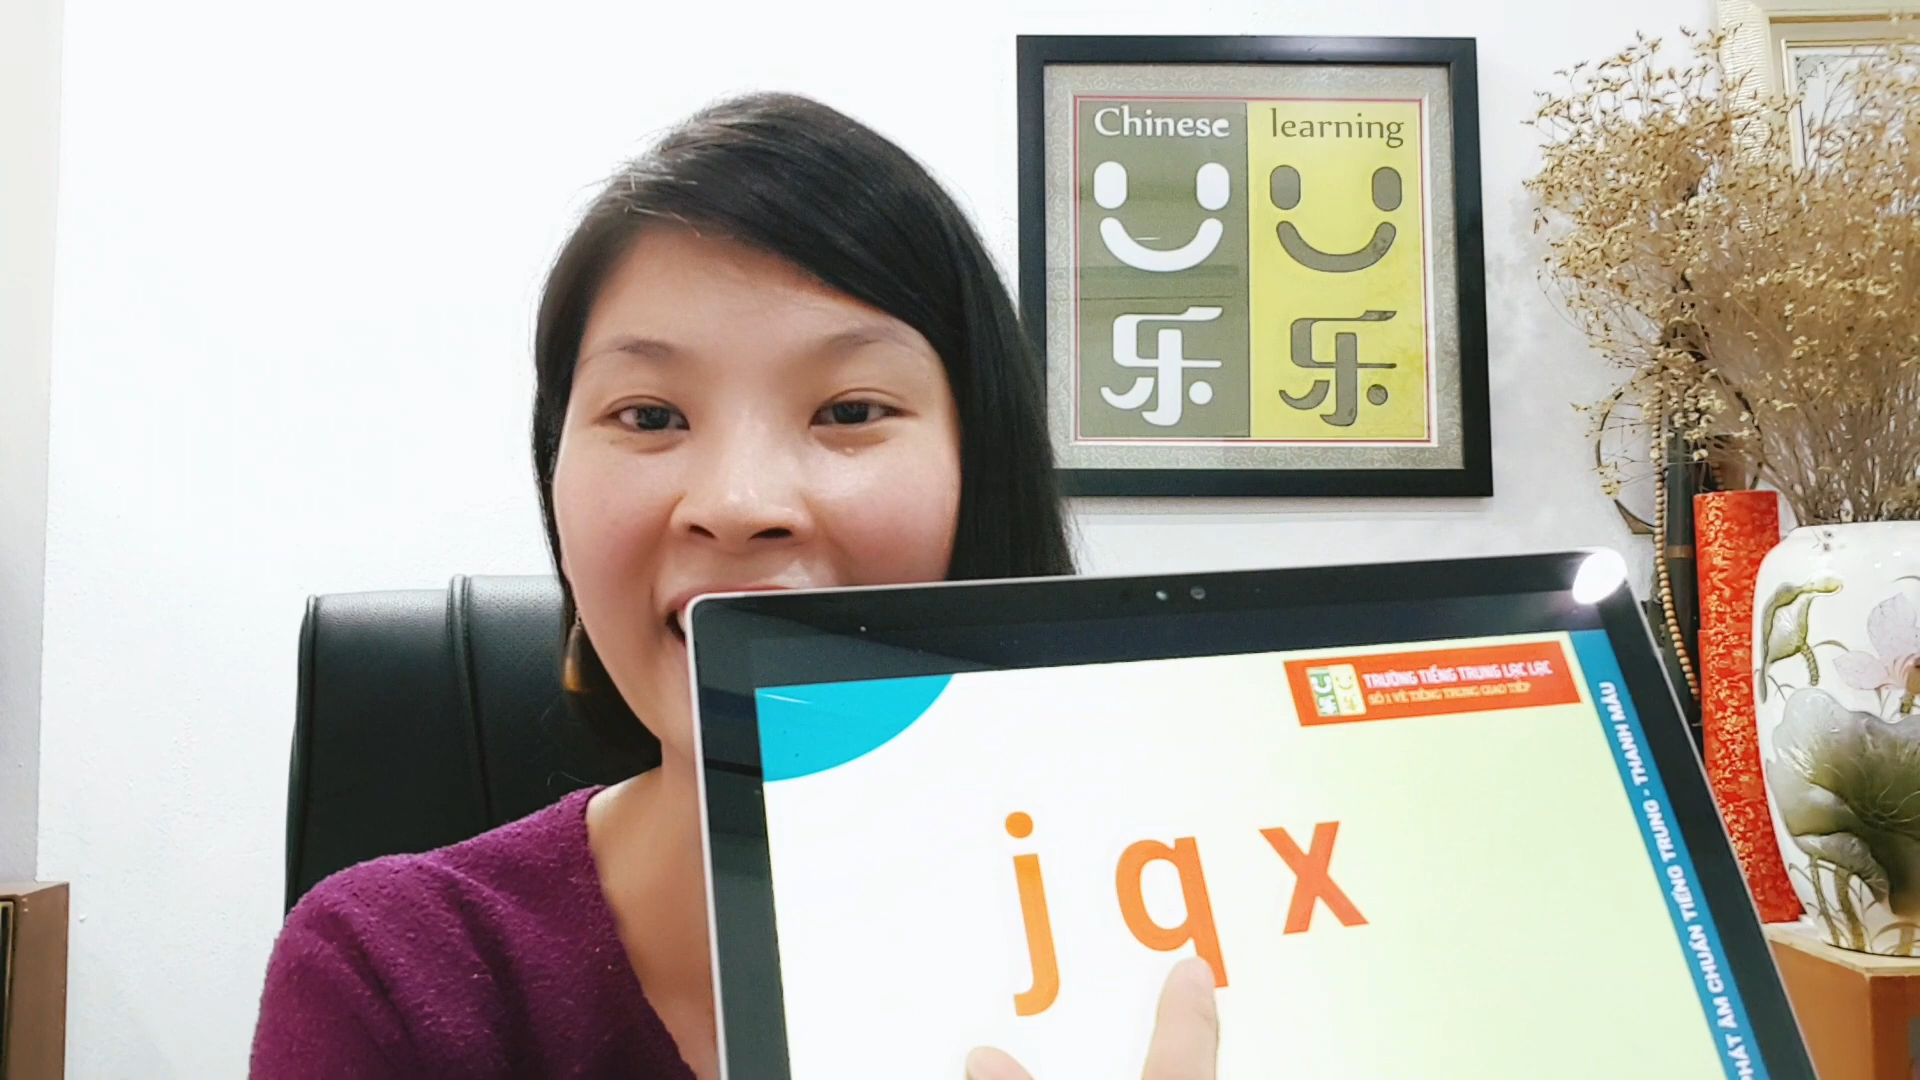 Chinese learning
乐 乐
TRƯỜNG TIẾNG TRUNG LẠC LẠC
SỐ 1 VỀ TIẾNG TRUNG GIAO TIẾP
j q x
PHÁT ÂM CHUẨN TIẾNG TRUNG - THANH MẪU